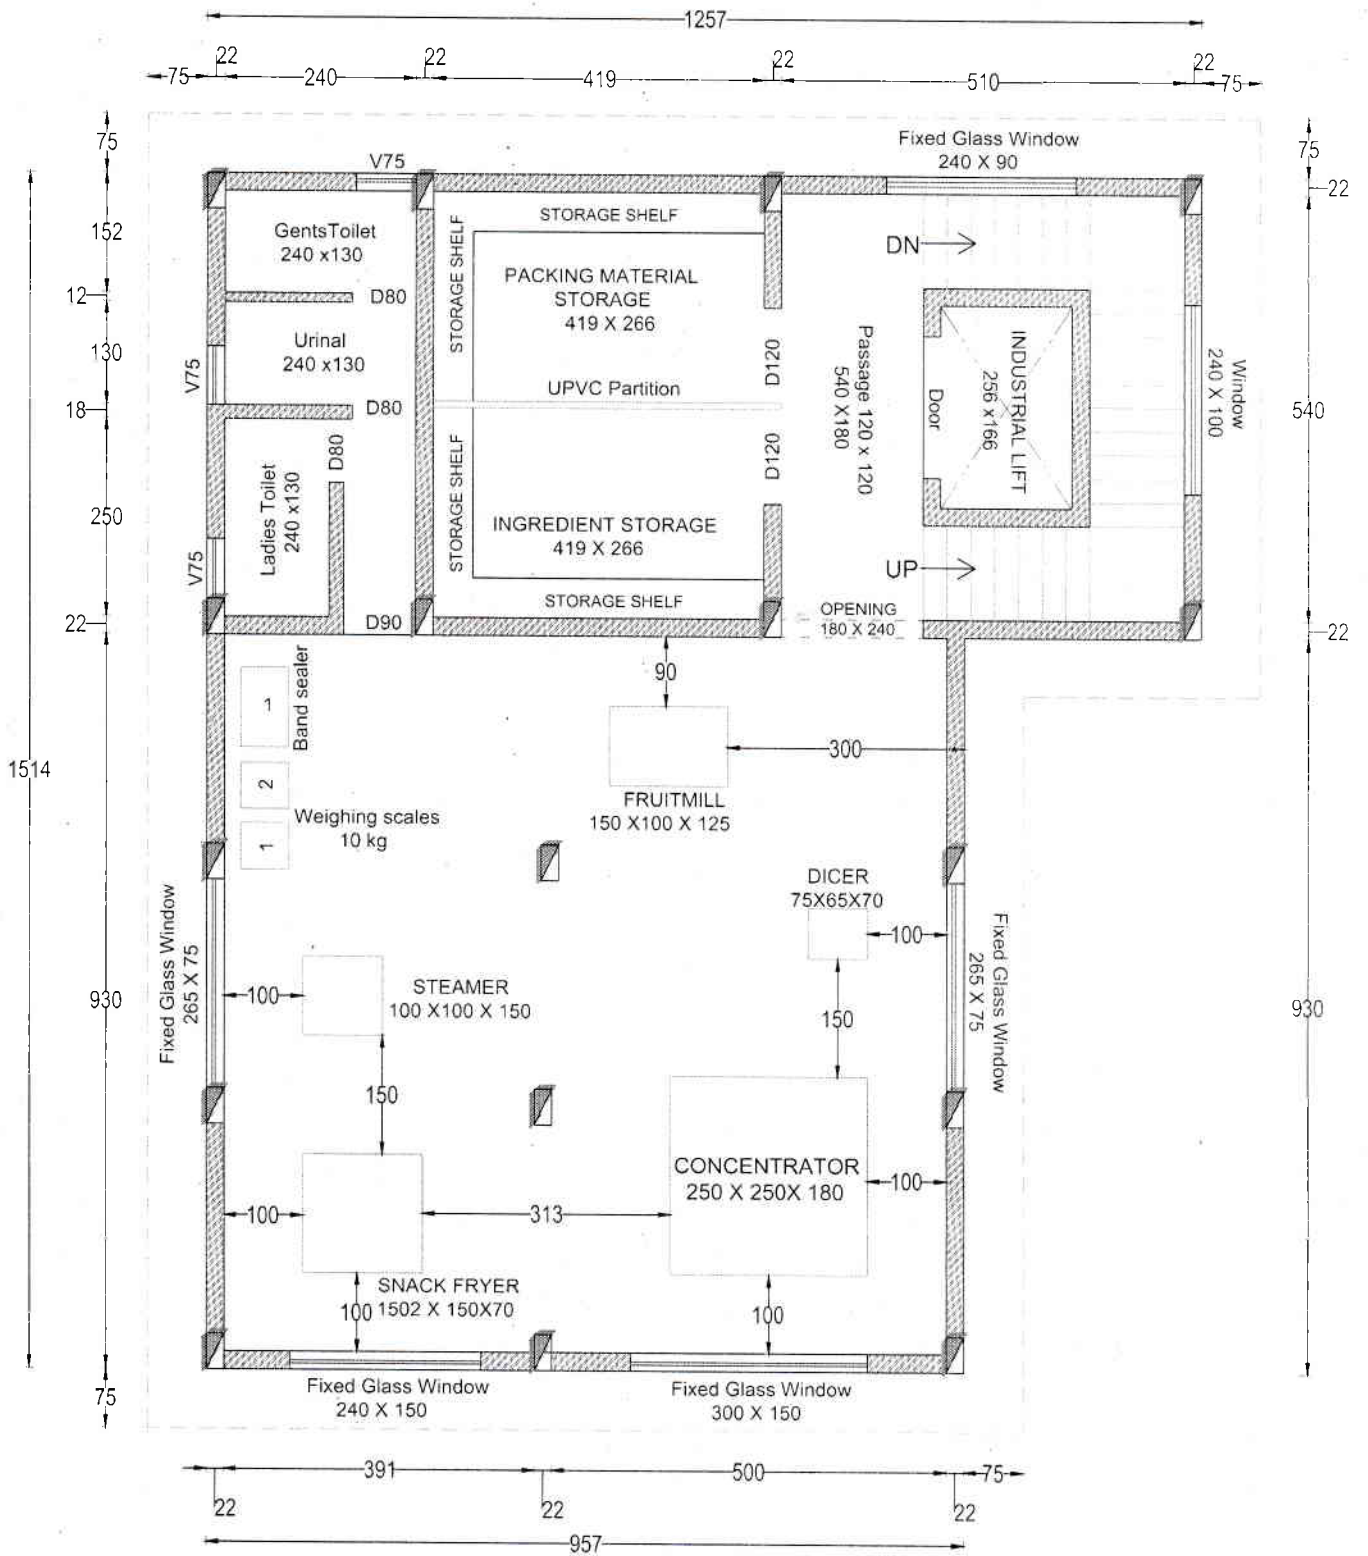 1257
22
22
22
22
75
240
419
510
75
75
75
Fixed Glass Window
240 X 90
V75
22
152
GentsToilet
240 x130
STORAGE SHELF
STORAGE SHELF
PACKING MATERIAL
STORAGE
419 X 266
DN
12
D80
130
Urinal
240 x130
V75
UPVC Partition
D120
Passage 120 x 120
540 X180
Door
INDUSTRIAL LIFT
256 x166
Window
240 X 100
540
18
D80
D80
D120
STORAGE SHELF
250
Ladies Toilet
240 x130
INGREDIENT STORAGE
419 X 266
V75
UP
STORAGE SHELF
OPENING
180 X 240
22
D90
22
1
Band sealer
90
300
1514
2
FRUITMILL
150 X100 X 125
Weighing scales
10 kg
1
DICER
75X65X70
100
Fixed Glass Window
265 X 75
Fixed Glass Window
265 X 75
930
100
STEAMER
100 X100 X 150
150
930
150
CONCENTRATOR
250 X 250X 180
100
100
313
SNACK FRYER
1502 X 150X70
100
100
75
Fixed Glass Window
240 X 150
Fixed Glass Window
300 X 150
391
500
75
22
22
22
957